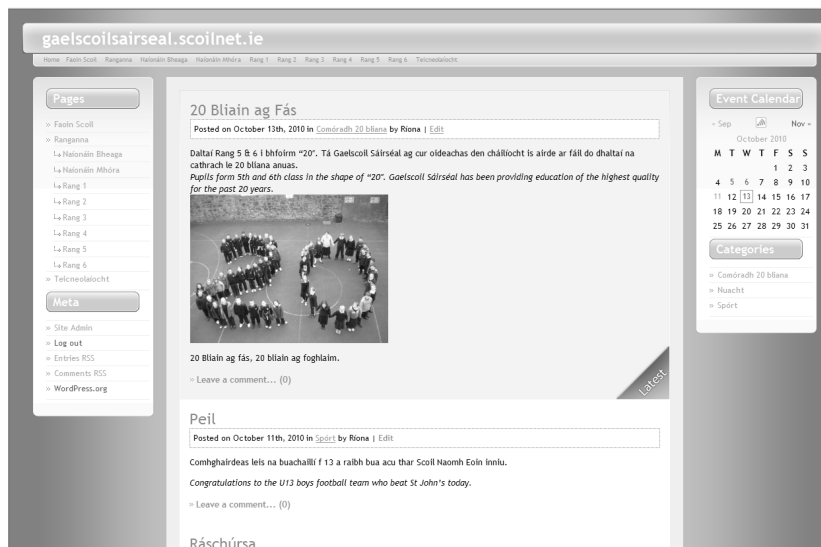 gaelscoilsairseal.scoilnet.ie
Home Faoin Scoil Ranganna Naíonáin Bheaga Naíonáin Mhóra Rang 1 Rang 2 Rang 3 Rang 4 Rang 5 Rang 6 Teicneolaíocht
Pages
» Faoin Scoil
» Ranganna
Naíonáin Bheaga
Naíonáin Mhóra
Rang 1
Rang 2
Rang 3
Rang 4
Rang 5
Rang 6
» Teicneolaíocht
Meta
» Site Admin
» Log out
» Entries RSS
» Comments RSS
» WordPress.org
20 Bliain ag Fás
Posted on October 13th, 2010 in Comóradh 20 bliana by Ríona | Edit
Daltaí Rang 5 & 6 i bhfoirm “20”. Tá Gaelscoil Sáirséal ag cur oideachas den cháilíocht is airde ar fáil do dhaltaí na
cathrach le 20 bliana anuas.
Pupils form 5th and 6th class in the shape of “20”. Gaelscoil Sáirséal has been providing education of the highest quality
for the past 20 years.
20 Bliain ag fás, 20 bliain ag foghlaim.
» Leave a comment... (0)
Latest
Peil
Posted on October 11th, 2010 in Spórt by Ríona | Edit
Comhghairdeas leis na buachaillí f 13 a raibh bua acu thar Scoil Naomh Eoin inniu.
Congratulations to the U13 boys football team who beat St John’s today.
» Leave a comment... (0)
Ráschúrsa
Event Calendar
« Sep Nov »
October 2010
M T W T F S S
1 2 3
4 5 6 7 8 9 10
11 12 13 14 15 16 17
18 19 20 21 22 23 24
25 26 27 28 29 30 31
Categories
» Comóradh 20 bliana
» Nuacht
» Spórt